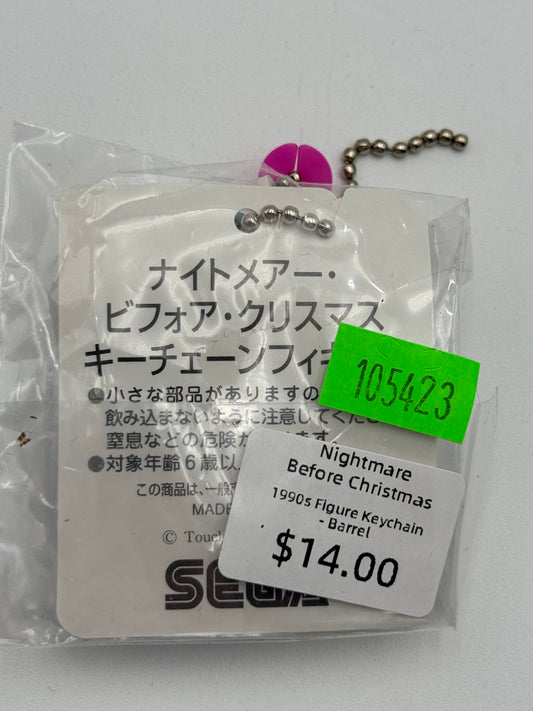 ナイトメアー・
ビフォア・クリスマス
キーチェーンフィギ
●小さな部品がありますの
飲み込まないように注意してくだ
窒息などの危険が
●対象年齢6歳以
この商品は、一般
MADE
© Touch
SEGA
105423
Nightmare
Before Christmas
1990s Figure Keychain
- Barrel
$14.00